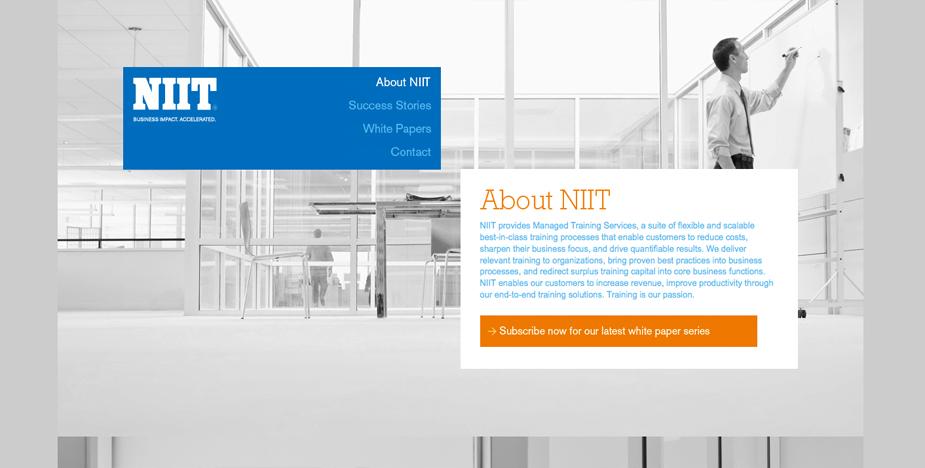 NIIT
BUSINESS IMPACT. ACCELERATED.
About NIIT
Success Stories
White Papers
Contact
About NIIT
NIIT provides Managed Training Services, a suite of flexible and scalable
best-in-class training processes that enable customers to reduce costs,
sharpen their business focus, and drive quantifiable results. We deliver
relevant training to organizations, bring proven best practices into business
processes, and redirect surplus training capital into core business functions.
NIIT enables our customers to increase revenue, improve productivity through
our end-to-end training solutions. Training is our passion.
→ Subscribe now for our latest white paper series